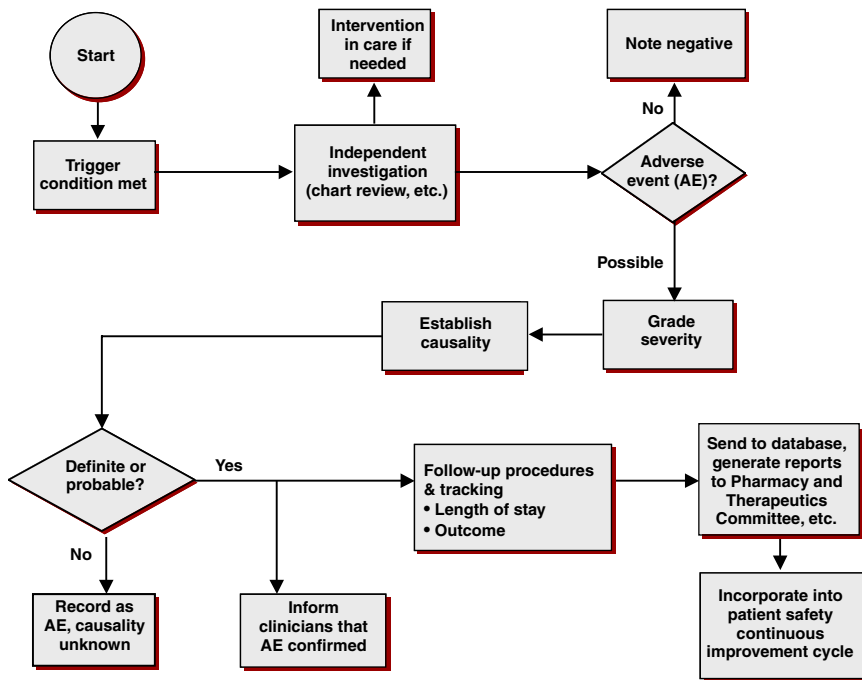 Start
Trigger
condition met
Intervention
in care if
needed
Independent
investigation
(chart review, etc.)
Note negative
No
Adverse
event (AE)?
Possible
Grade
severity
Establish
causality
Definite or
probable?
Yes
No
Record as
AE, causality
unknown
Inform
clinicians that
AE confirmed
Follow-up procedures
& tracking
• Length of stay
• Outcome
Send to database,
generate reports
to Pharmacy and
Therapeutics
Committee, etc.
Incorporate into
patient safety
continuous
improvement cycle